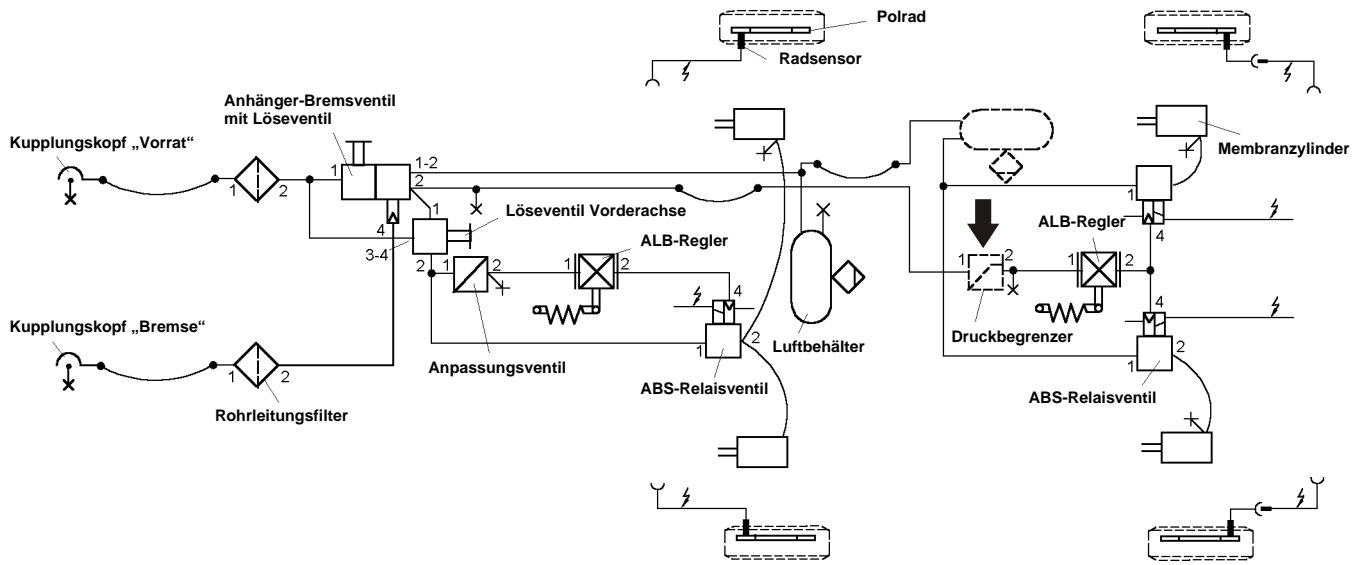 Polrad
Radsensor
Anhänger-Bremsventil
mit Löseventil
Kupplungskopf „Vorrat“
Membranzylinder
1
2
1
1-2
2
4
1
3-4
2
Löseventil Vorderachse
ALB-Regler
1
2
1
2
4
1
2
Kupplungskopf „Bremse“
1
2
Rohrleitungsfilter
Anpassungsventil
ABS-Relaisventil
Luftbehälter
1
2
Druckbegrenzer
ALB-Regler
1
2
1
4
4
1
2
ABS-Relaisventil